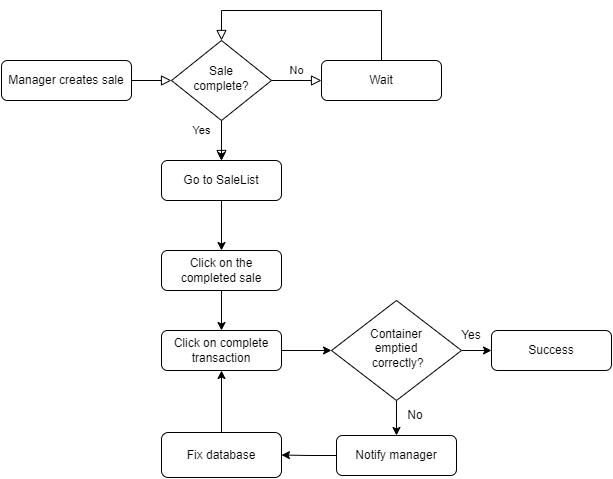 Manager creates sale
Sale
complete?
No
Wait
Yes
Go to SaleList
Click on the
completed sale
Click on complete
transaction
Container
emptied
correctly?
Yes
Success
No
Fix database
Notify manager